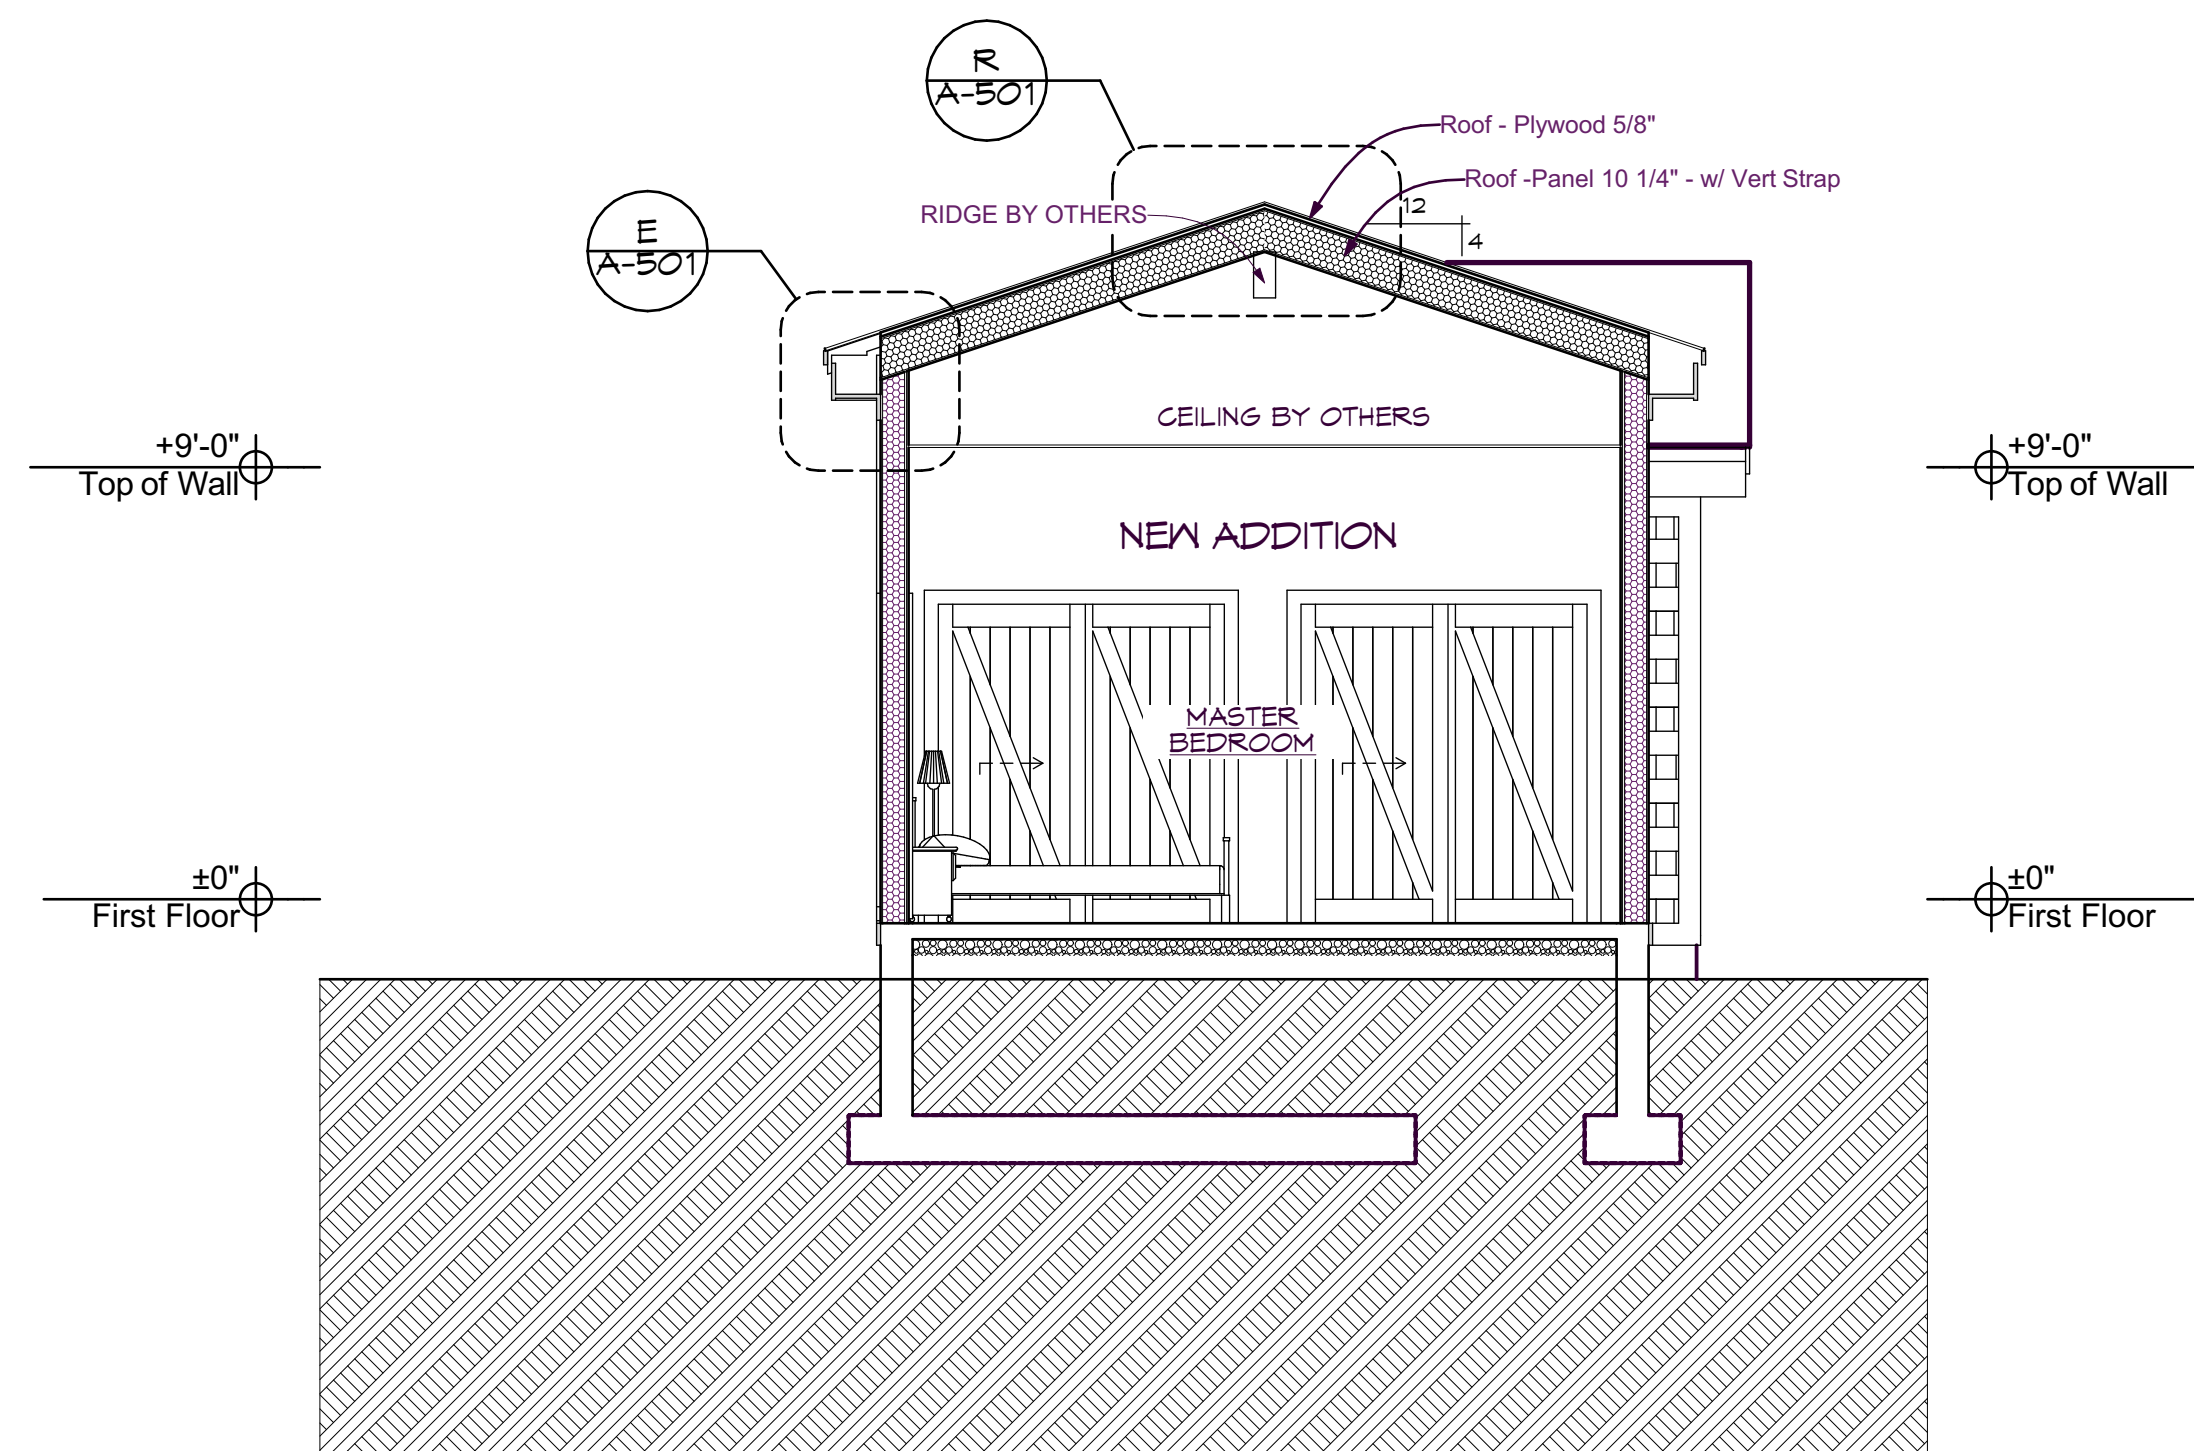 R
A-501
Roof - Plywood 5/8"
Roof -Panel 10 1/4" - w/ Vert Strap
RIDGE BY OTHERS
12
4
E
A-501
CEILING BY OTHERS
+9'-0"
Top of Wall
+9'-0"
Top of Wall
NEW ADDITION
MASTER
BEDROOM
±0"
First Floor
±0"
First Floor